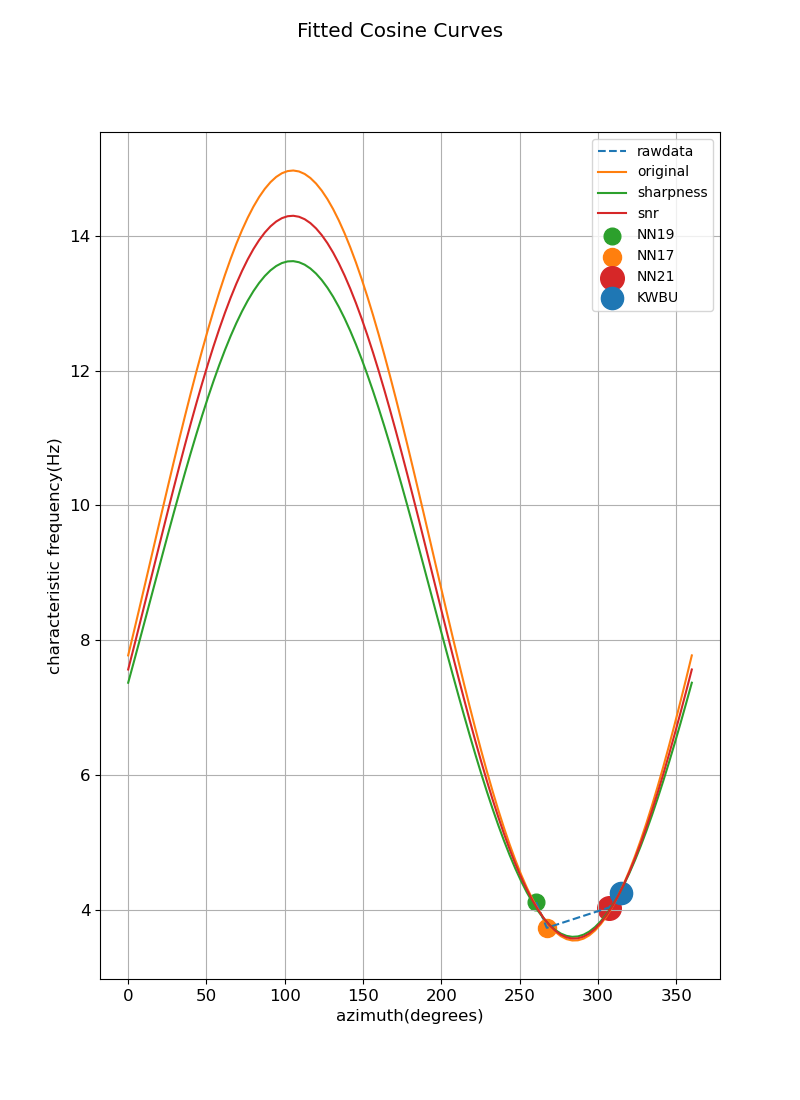 Fitted Cosine Curves
rawdata
original
sharpness
snr
NN19
NN17
NN21
KWBU
14
12
10
8
6
4
characteristic frequency(Hz)
0 50 100 150 200 250 300 350
azimuth(degrees)